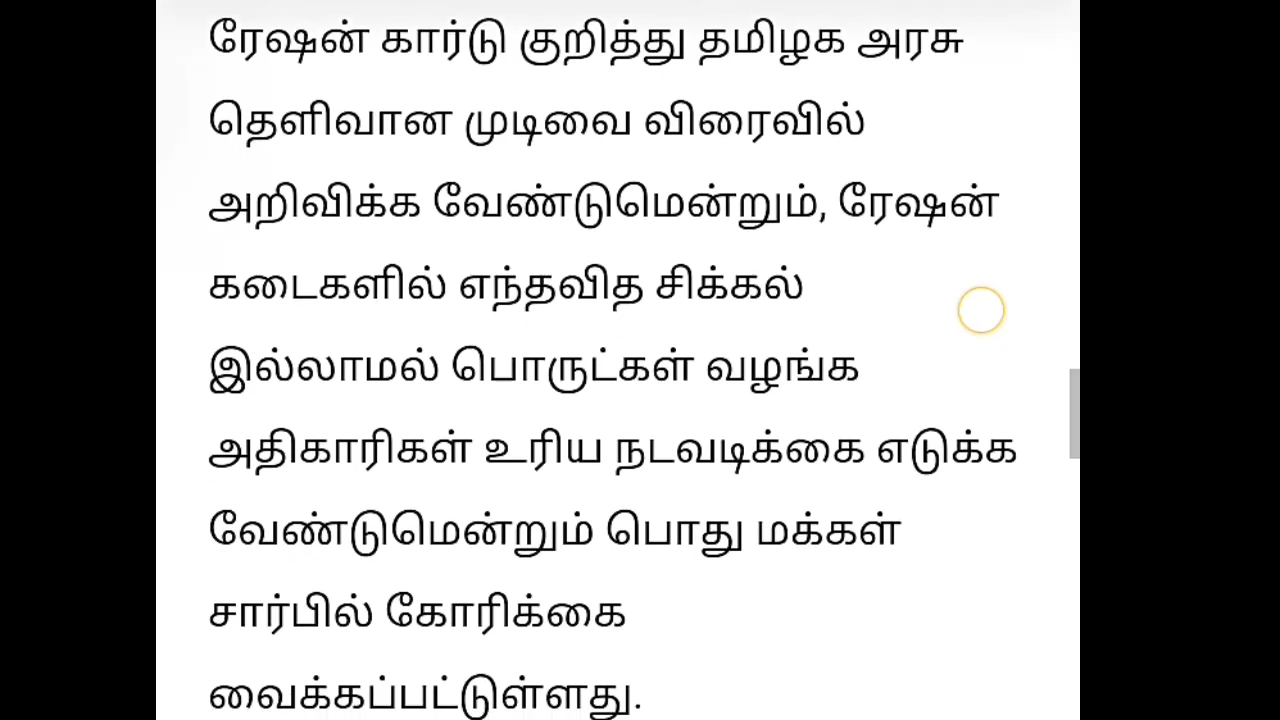 ரேஷன் கார்டு குறித்து தமிழக அரசு
தெளிவான முடிவை விரைவில்
அறிவிக்க வேண்டுமென்றும், ரேஷன்
கடைகளில் எந்தவித சிக்கல்
இல்லாமல் பொருட்கள் வழங்க
அதிகாரிகள் உரிய நடவடிக்கை எடுக்க
வேண்டுமென்றும் பொது மக்கள்
சார்பில் கோரிக்கை
வைக்கப்பட்டுள்ளது.